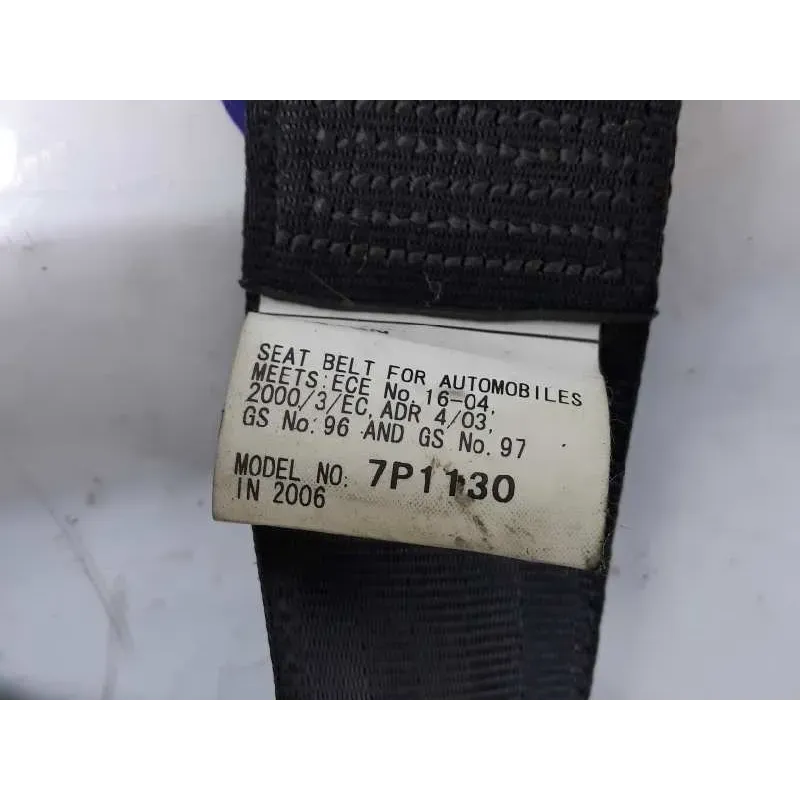 SEAT BELT FOR AUTOMOBILES
MEETS:ECE No. 16-04,
2000/3/EC, ADR 4/03,
GS No. 96 AND GS No. 97
MODEL NO: 7P1130
IN 2006